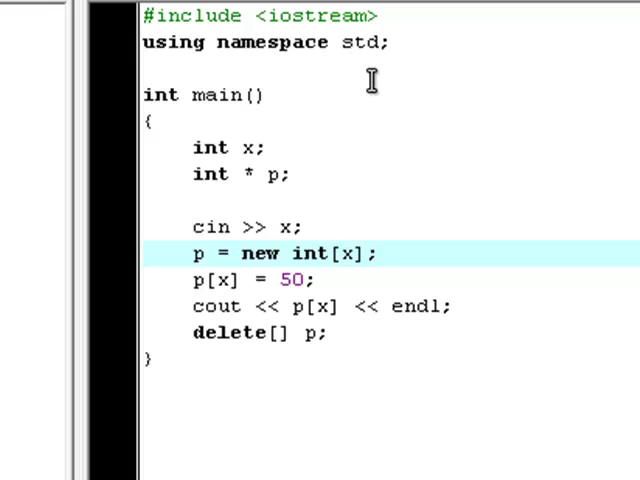 #include <iostream>
using namespace std;
int main()
{
int x;
int * p;
cin >> x;
p = new int[x];
p[x] = 50;
cout << p[x] << endl;
delete[] p;
}